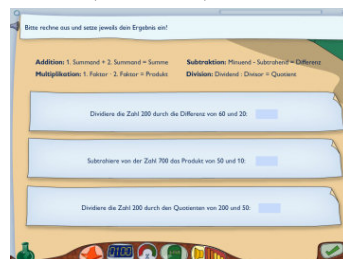 Bitte rechne aus und setze jeweils dein Ergebnis ein!
Addition: 1. Summand + 2. Summand = Summe
Subtraktion: Minuend - Subtrahend = Differenz
Multiplikation: 1. Faktor · 2. Faktor = Produkt
Division: Dividend : Divisor = Quotient
Dividiere die Zahl 200 durch die Differenz von 60 und 20:
Subtrahiere von der Zahl 700 das Produkt von 50 und 10:
Dividiere die Zahl 200 durch den Quotienten von 200 und 50:
0100